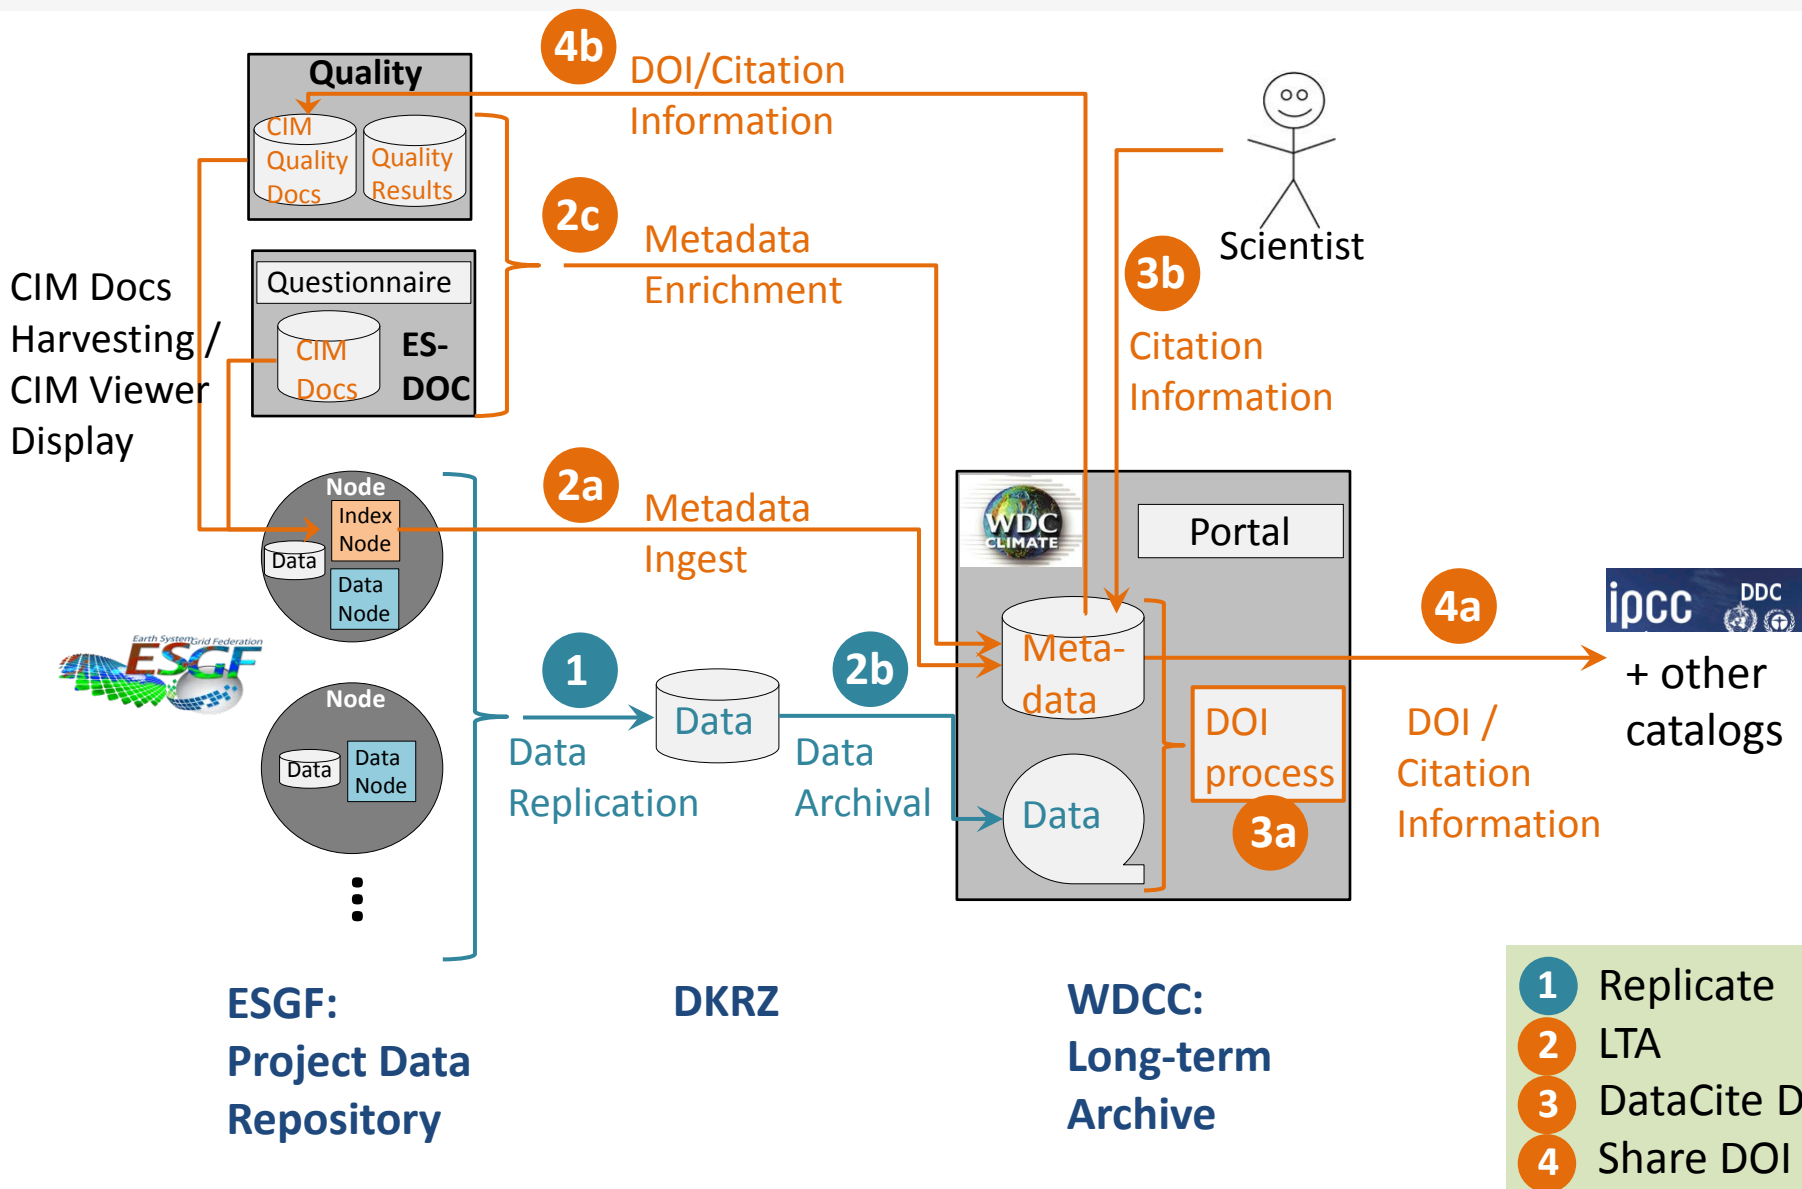 Quality
CIM
Quality
Docs
Quality
Results
4b
DOI/Citation
Information
2c
Metadata
Enrichment
Scientist
3b
Citation
Information
Questionnaire
CIM
Docs
ES-
DOC
CIM Docs
Harvesting /
CIM Viewer
Display
Node
Index
Node
Data
Data
Node
2a
Metadata
Ingest
WDC
CLIMATE
Portal
Earth System Grid Federation
ESGF
Node
Data
Data
Node
1
Data
Replication
Data
2b
Data
Archival
Meta-
data
Data
DOI
process
3a
4a
DOI /
Citation
Information
ipcc
DDC
+ other
catalogs
ESGF:
Project Data
Repository
DKRZ
WDCC:
Long-term
Archive
1 Replicate
2 LTA
3 DataCite D
4 Share DOI